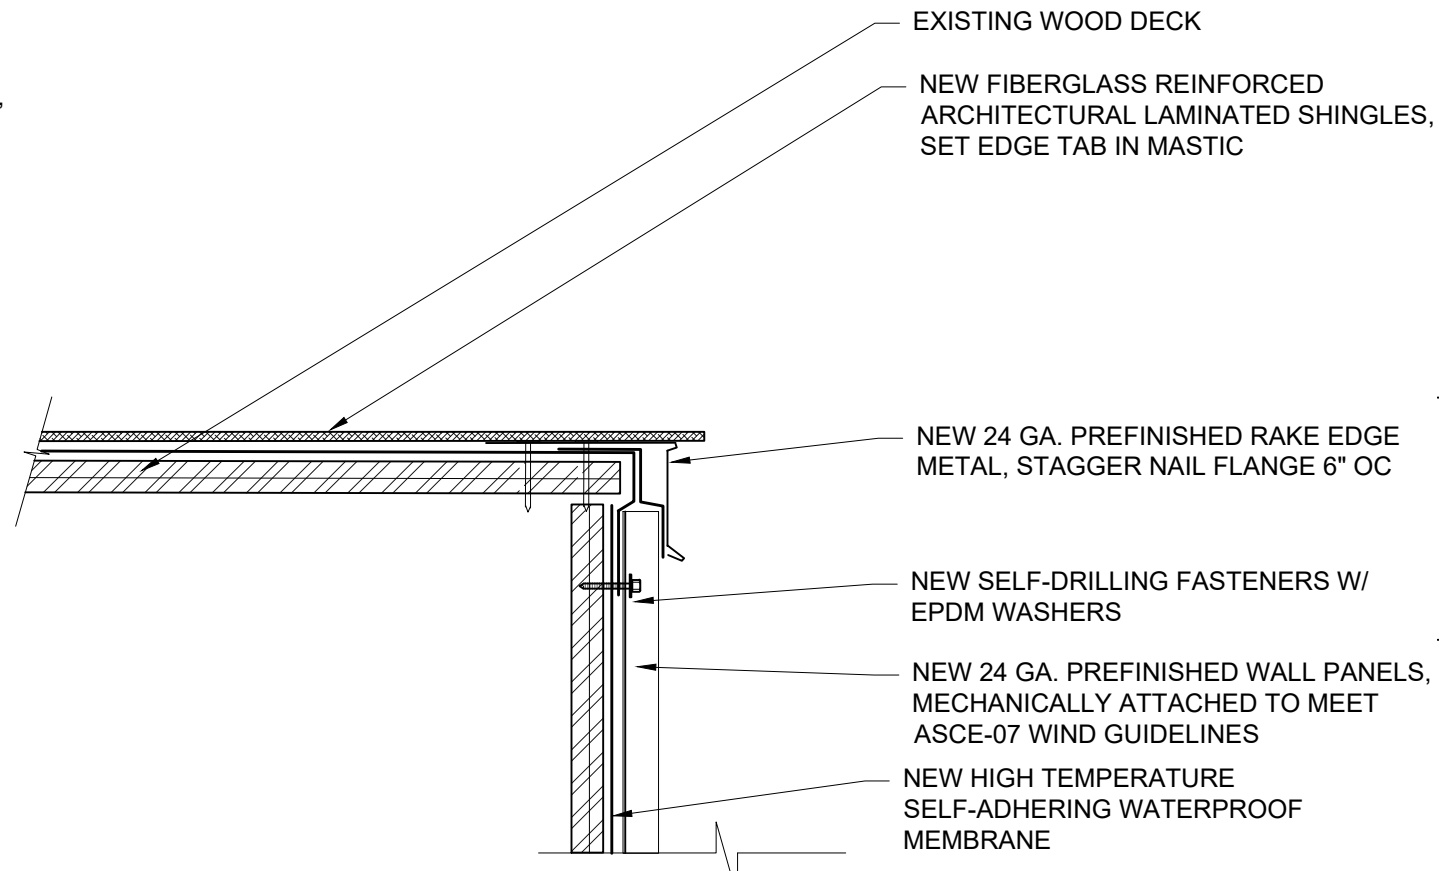 EXISTING WOOD DECK
NEW FIBERGLASS REINFORCED
ARCHITECTURAL LAMINATED SHINGLES,
SET EDGE TAB IN MASTIC
NEW 24 GA. PREFINISHED RAKE EDGE
METAL, STAGGER NAIL FLANGE 6" OC
NEW SELF-DRILLING FASTENERS W/
EPDM WASHERS
NEW 24 GA. PREFINISHED WALL PANELS,
MECHANICALLY ATTACHED TO MEET
ASCE-07 WIND GUIDELINES
NEW HIGH TEMPERATURE
SELF-ADHERING WATERPROOF
MEMBRANE